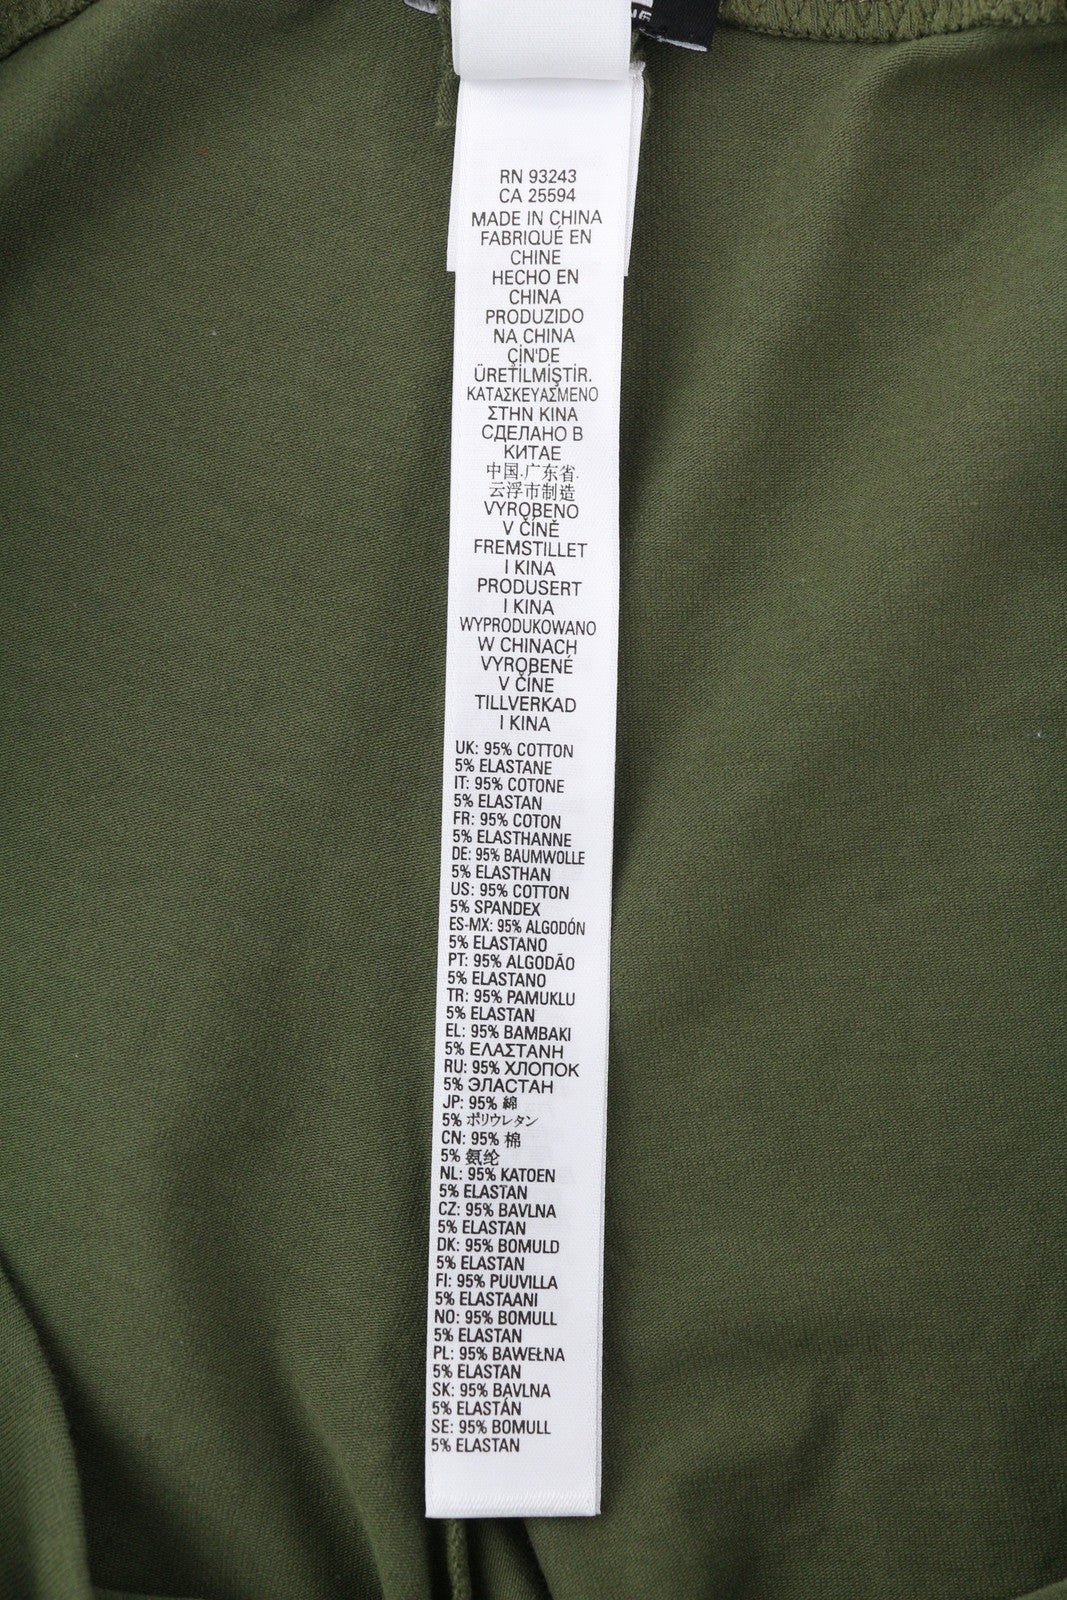 RN 93243
CA 25594
MADE IN CHINA
FABRIQUÉ EN
CHINE
HECHO EN
CHINA
PRODUZIDO
NA CHINA
ÇİN'DE
ÜRETİLMİŞTİR.
ΚΑΤΑΣΚΕΥΑΣΜΕΝΟ
ΣΤΗΝ ΚΙΝΑ
СДЕЛАНО В
КИТАЕ
中国.广东省.
云浮市制造
VYROBENO
V ČÍNĚ
FREMSTILLET
I KINA
PRODUSERT
I KINA
WYPRODUKOWANO
W CHINACH
VYROBENÉ
V ČÍNE
TILLVERKAD
I KINA
UK: 95% COTTON
5% ELASTANE
IT: 95% COTONE
5% ELASTAN
FR: 95% COTON
5% ELASTHANNE
DE: 95% BAUMWOLLE
5% ELASTHAN
US: 95% COTTON
5% SPANDEX
ES-MX: 95% ALGODÓN
5% ELASTANO
PT: 95% ALGODÃO
5% ELASTANO
TR: 95% PAMUKLU
5% ELASTAN
EL: 95% ΒΑΜΒΑΚΙ
5% ΕΛΑΣΤΑΝΗ
RU: 95% ХЛОПОК
5% ЭЛАСТАН
JP: 95% 綿
5% ポリウレタン
CN: 95% 棉
5% 氨纶
NL: 95% KATOEN
5% ELASTAN
CZ: 95% BAVLNA
5% ELASTAN
DK: 95% BOMULD
5% ELASTAN
FI: 95% PUUVILLA
5% ELASTAANI
NO: 95% BOMULL
5% ELASTAN
PL: 95% BAWEŁNA
5% ELASTAN
SK: 95% BAVLNA
5% ELASTÁN
SE: 95% BOMULL
5% ELASTAN